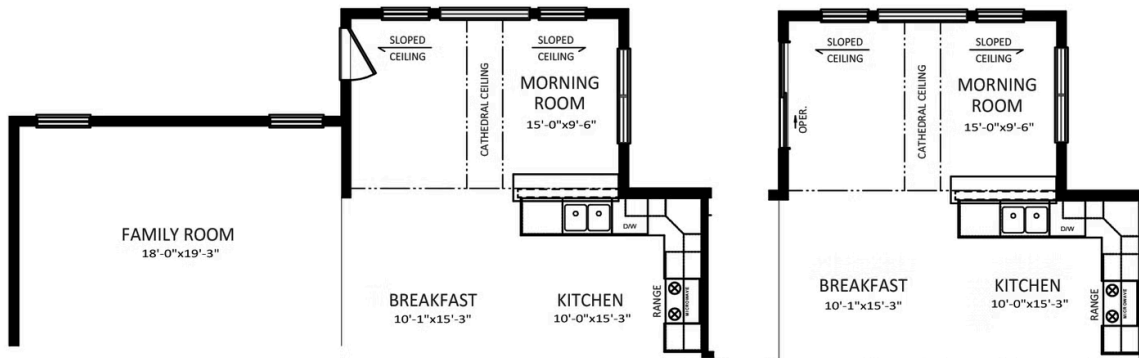 SLOPED
CEILING
SLOPED
CEILING
CATHEDRAL CEILING
MORNING
ROOM
15'-0"x9'-6"
FAMILY ROOM
18'-0"x19'-3"
D/W
BREAKFAST
10'-1"x15'-3"
KITCHEN
10'-0"x15'-3"
RANGE
MICROWAVE
SLOPED
CEILING
SLOPED
CEILING
CATHEDRAL CEILING
OPER.
MORNING
ROOM
15'-0"x9'-6"
D/W
BREAKFAST
10'-1"x15'-3"
KITCHEN
10'-0"x15'-3"
RANGE
MICROWAVE